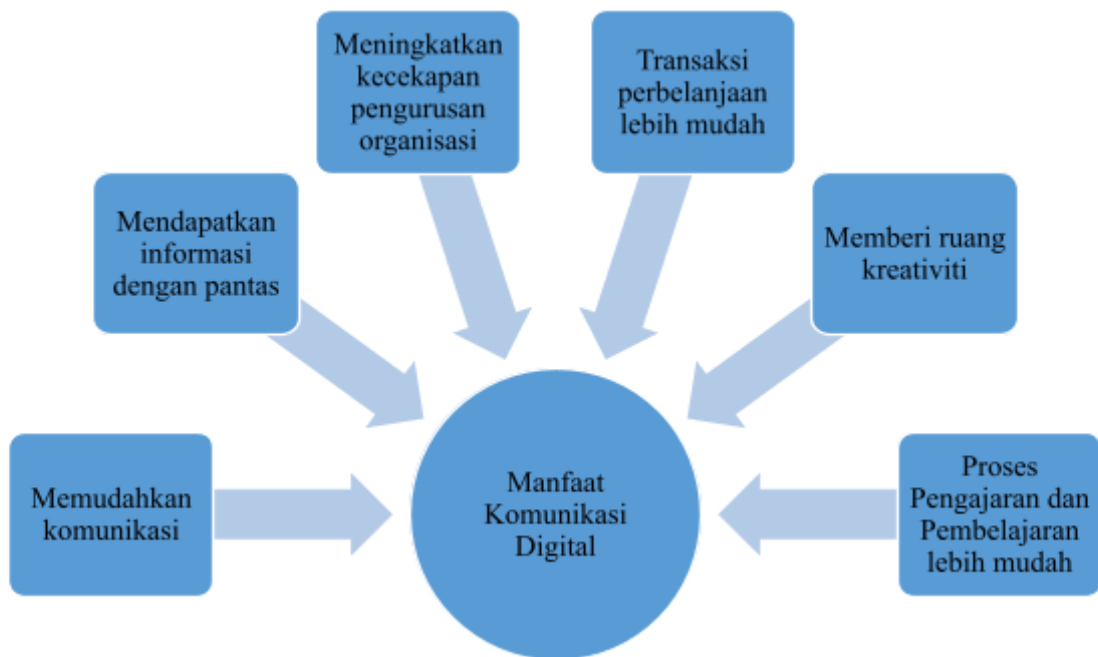 Meningkatkan
kecekapan
pengurusan
organisasi
Transaksi
perbelanjaan
lebih mudah
Mendapatkan
informasi
dengan pantas
Memberi ruang
kreativiti
Memudahkan
komunikasi
Manfaat
Komunikasi
Digital
Proses
Pengajaran dan
Pembelajaran
lebih mudah